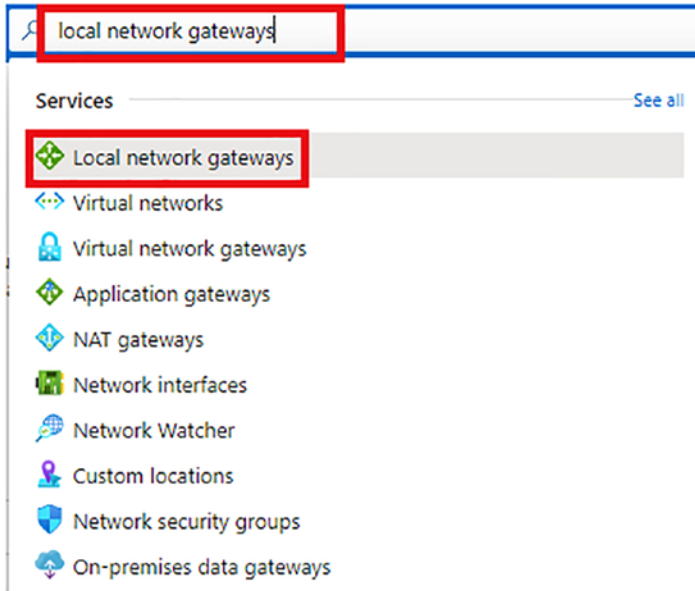 local network gateways
Services See all
Local network gateways
Virtual networks
Virtual network gateways
Application gateways
NAT gateways
Network interfaces
Network Watcher
Custom locations
Network security groups
On-premises data gateways